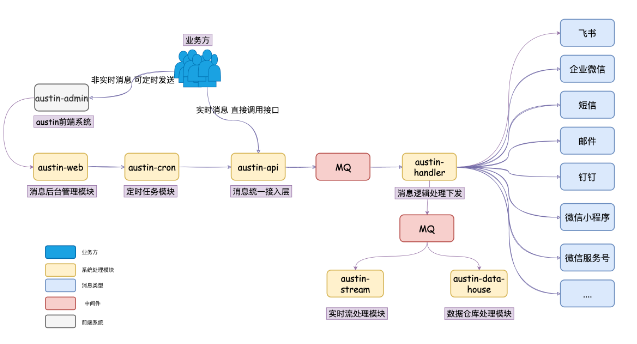 业务方
非实时消息 可定时发送
austin-admin
austin前端系统
实时消息 直接调用接口
austin-web
消息后台管理模块
austin-cron
定时任务模块
austin-api
消息统一接入层
MQ
austin-
handler
消息逻辑处理下发
MQ
austin-
stream
实时流处理模块
austin-data-
house
数据仓库处理模块
飞书
企业微信
短信
邮件
钉钉
微信小程序
微信服务号
....
业务方
系统处理模块
消息类型
中间件
前端系统